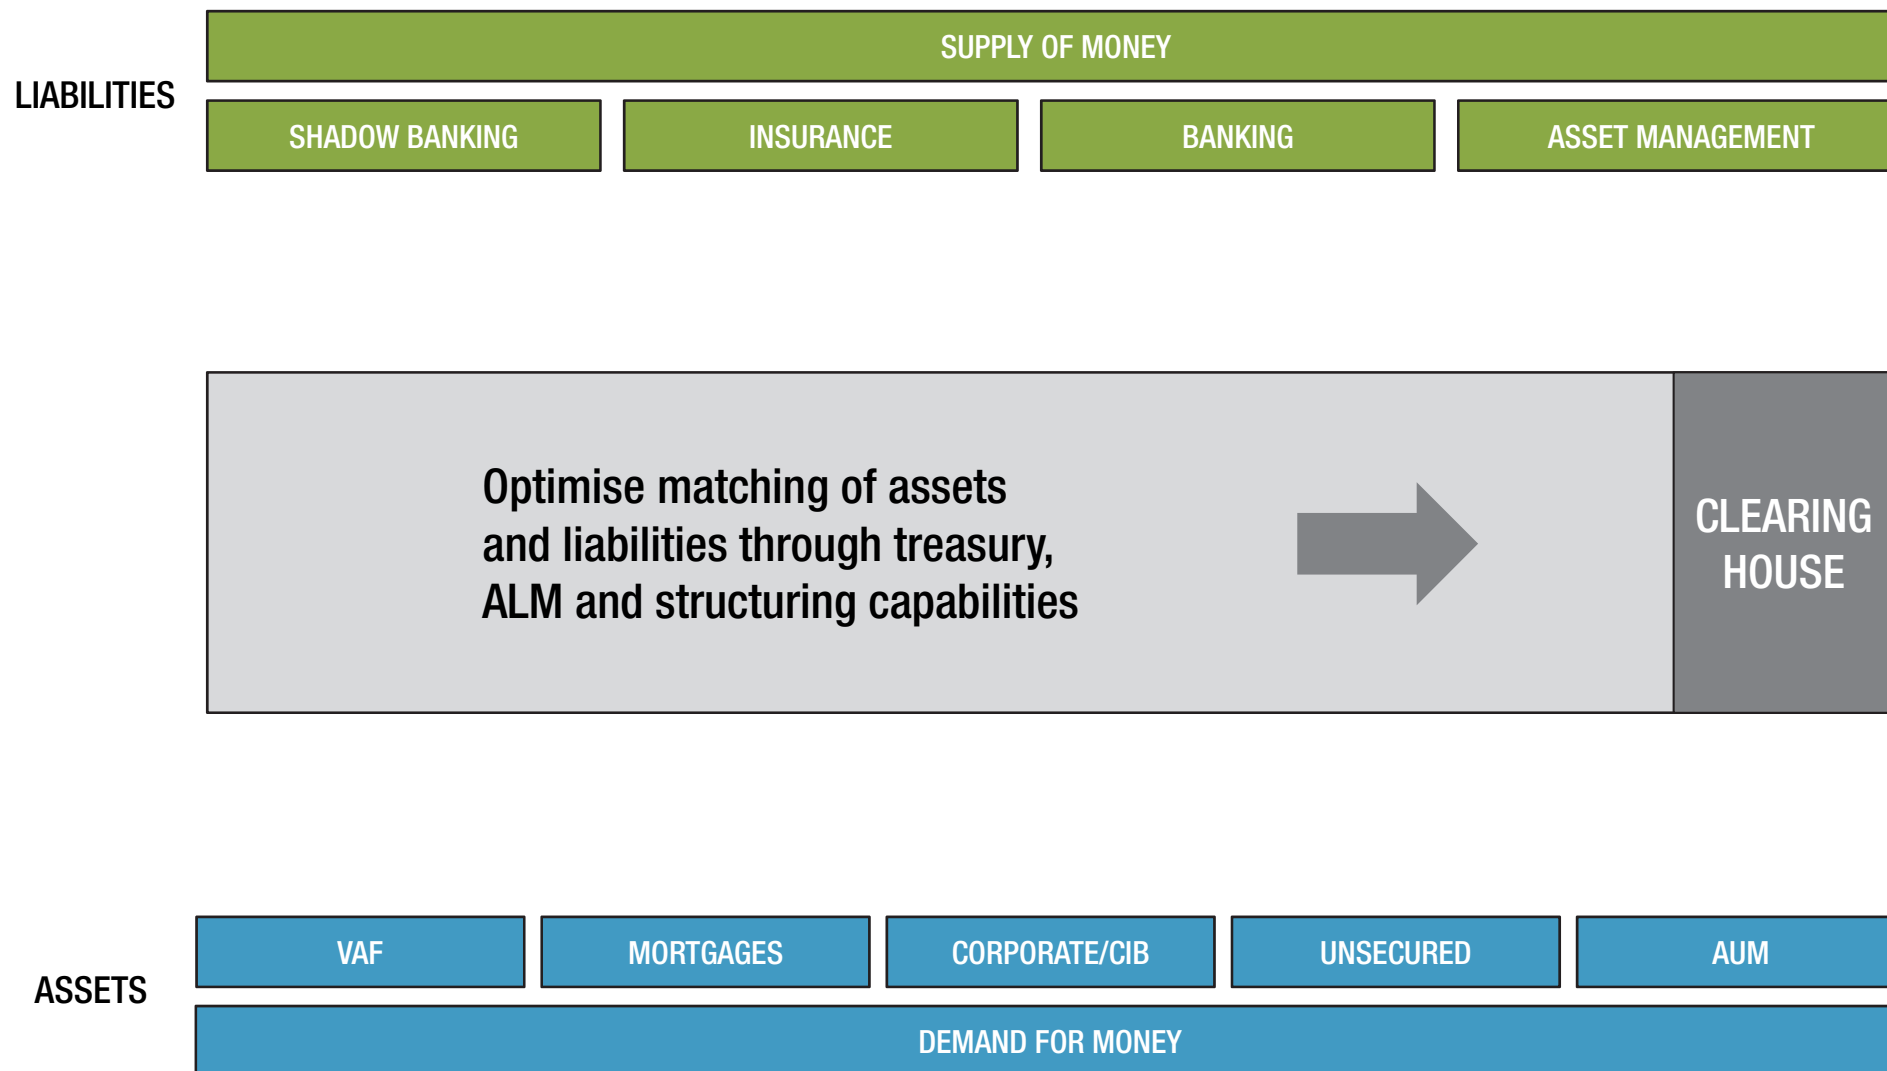 SUPPLY OF MONEY
LIABILITIES
SHADOW BANKING
INSURANCE
BANKING
ASSET MANAGEMENT
Optimise matching of assets
and liabilities through treasury,
ALM and structuring capabilities
CLEARING
HOUSE
VAF
MORTGAGES
CORPORATE/CIB
UNSECURED
AUM
ASSETS
DEMAND FOR MONEY